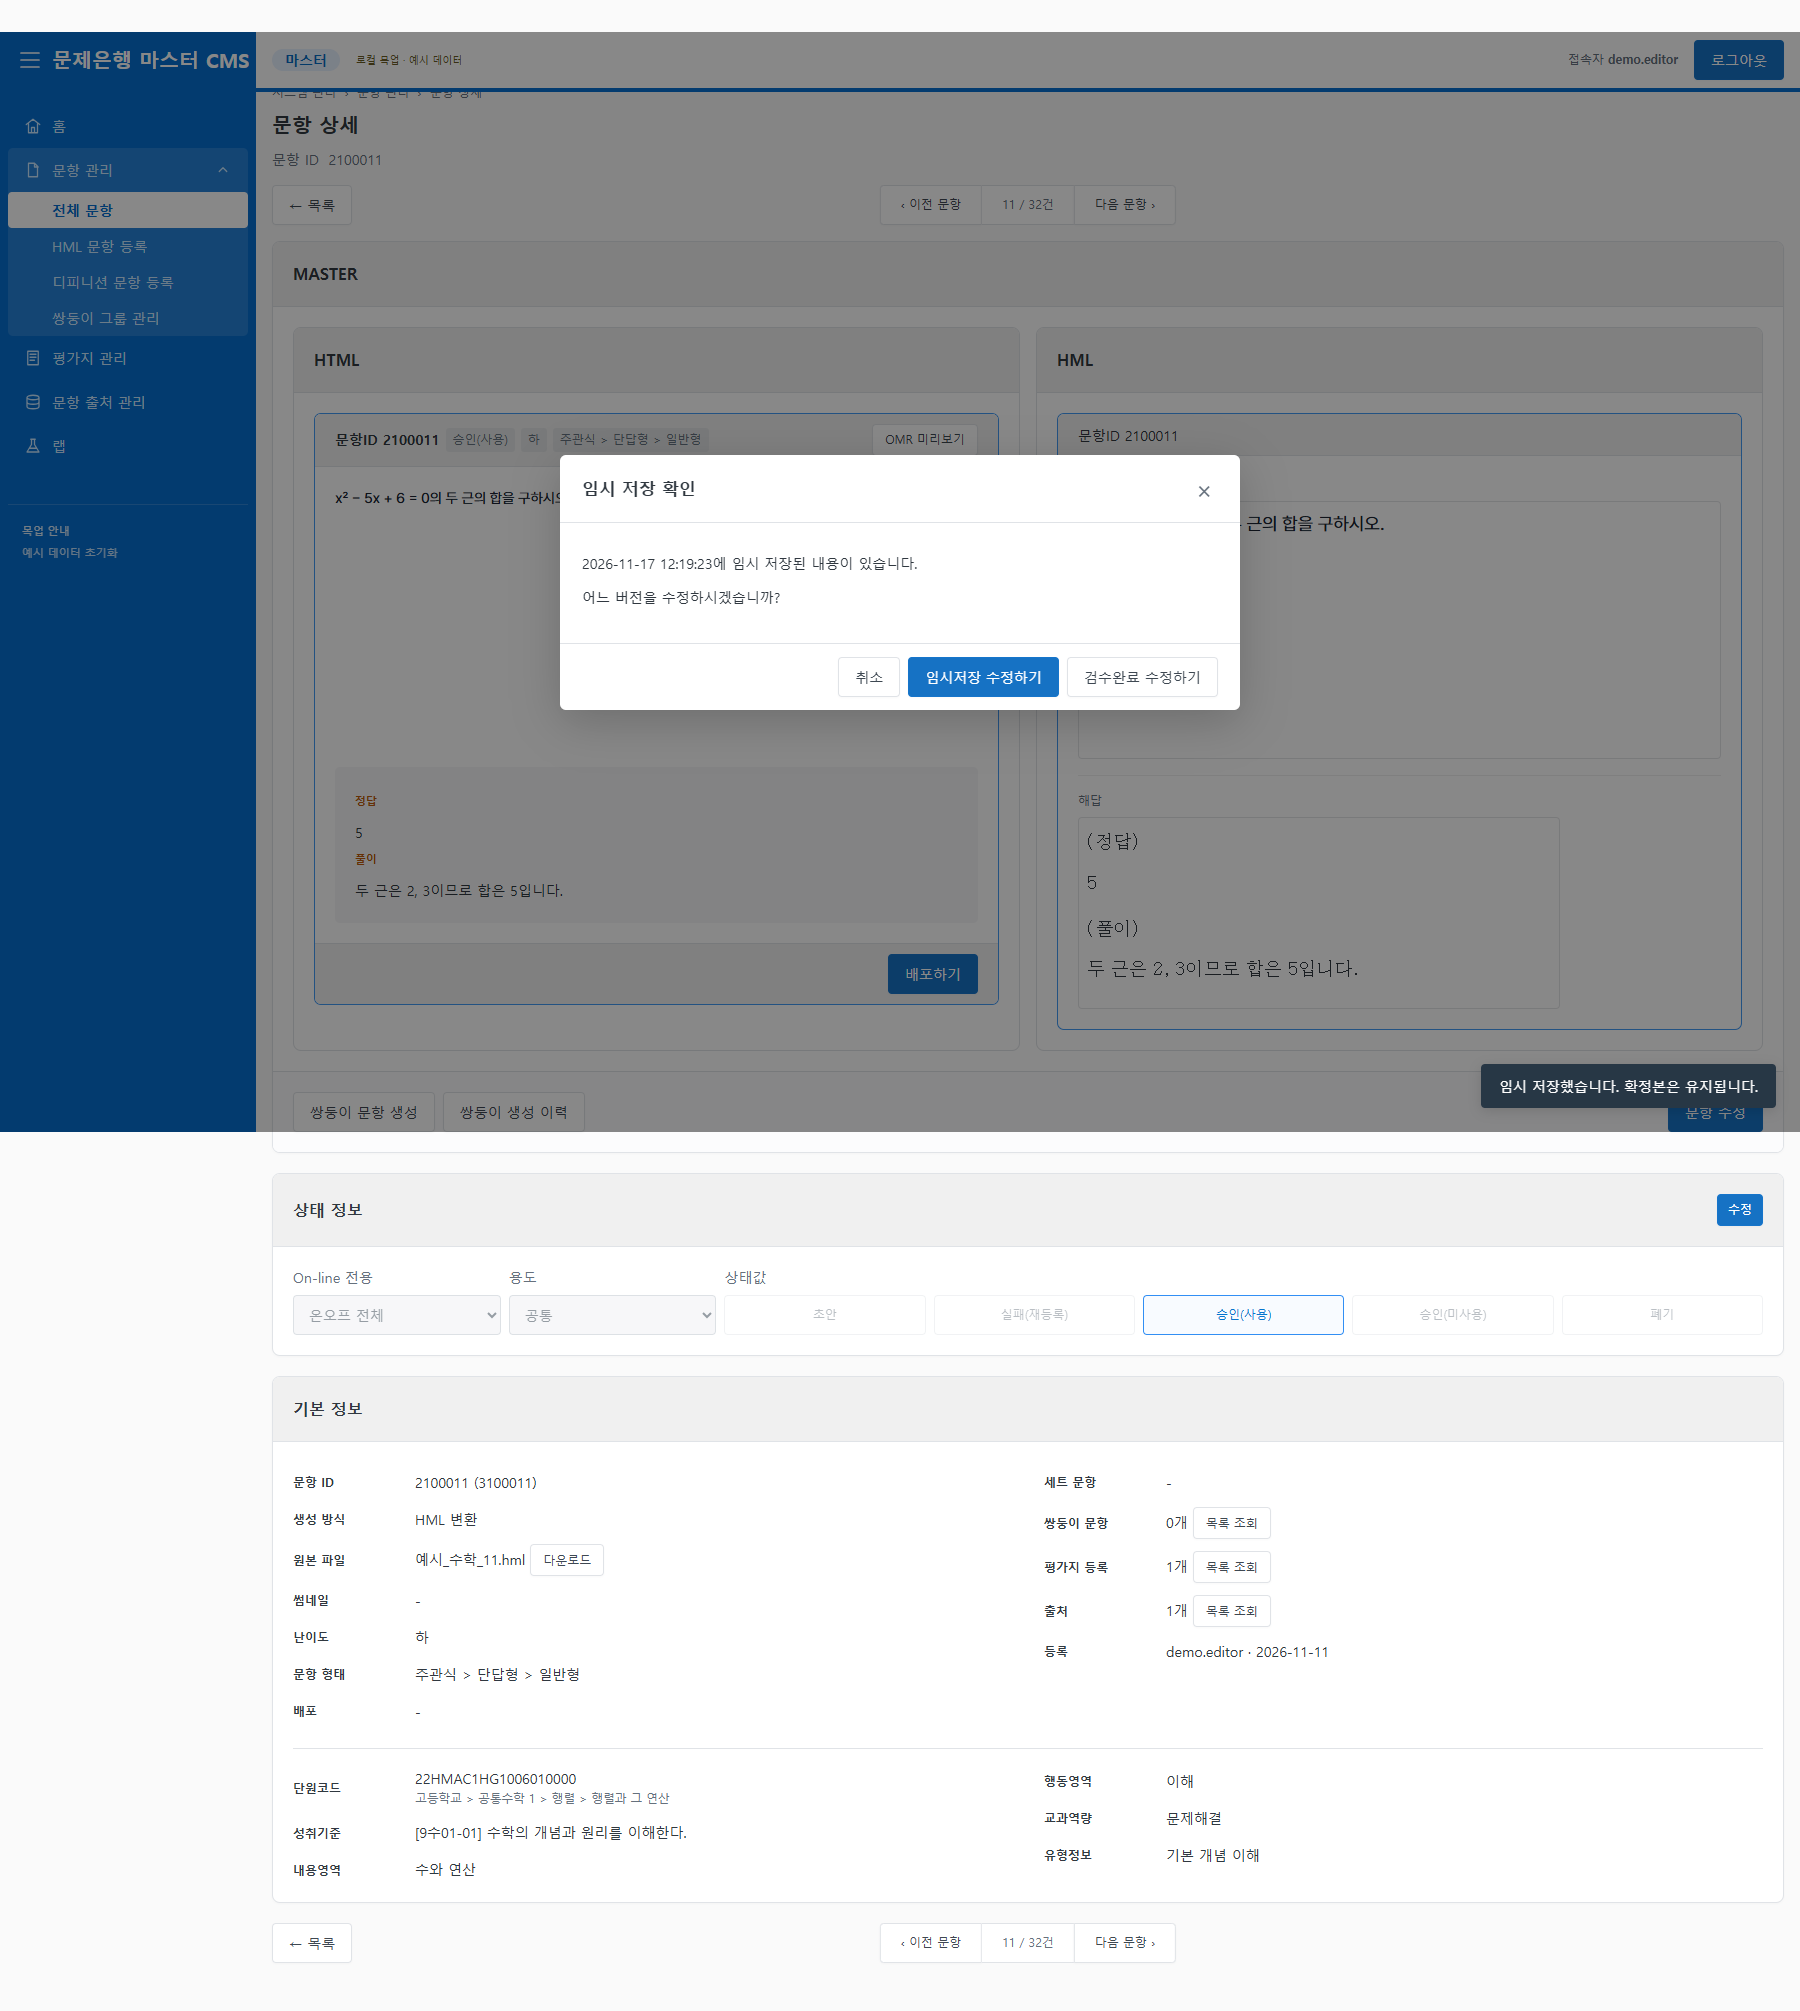 문제은행 마스터 CMS
마스터
로컬 목업 · 예시 데이터
접속자 demo.editor
로그아웃
홈
문항 관리
전체 문항
HML 문항 등록
디피니션 문항 등록
쌍둥이 그룹 관리
평가지 관리
문항 출처 관리
랩
목업 안내
예시 데이터 초기화
시스템 관리 › 문항 관리 › 문항 상세
문항 상세
문항 ID 2100011
← 목록
‹ 이전 문항
11 / 32건
다음 문항 ›
MASTER
HTML
문항ID 2100011 승인(사용) 하 주관식 > 단답형 > 일반형
OMR 미리보기
x² − 5x + 6 = 0의 두 근의 합을 구하시오
정답
5
풀이
두 근은 2, 3이므로 합은 5입니다.
배포하기
HML
문항ID 2100011
근의 합을 구하시오.
해답
(정답)
5
(풀이)
두 근은 2, 3이므로 합은 5입니다.
임시 저장 확인
×
2026-11-17 12:19:23에 임시 저장된 내용이 있습니다.
어느 버전을 수정하시겠습니까?
취소
임시저장 수정하기
검수완료 수정하기
쌍둥이 문항 생성
쌍둥이 생성 이력
임시 저장했습니다. 확정본은 유지됩니다.
문항 수정
상태 정보
수정
On-line 전용
온오프 전체
용도
공통
상태값
초안
실패(재등록)
승인(사용)
승인(미사용)
폐기
기본 정보
문항 ID 2100011 (3100011)
생성 방식 HML 변환
원본 파일 예시_수학_11.hml 다운로드
썸네일 -
난이도 하
문항 형태 주관식 > 단답형 > 일반형
배포 -
세트 문항 -
쌍둥이 문항 0개 목록 조회
평가지 등록 1개 목록 조회
출처 1개 목록 조회
등록 demo.editor · 2026-11-11
단원코드 22HMAC1HG1006010000
고등학교 > 공통수학 1 > 행렬 > 행렬과 그 연산
성취기준 [9수01-01] 수학의 개념과 원리를 이해한다.
내용영역 수와 연산
행동영역 이해
교과역량 문제해결
유형정보 기본 개념 이해
← 목록
‹ 이전 문항
11 / 32건
다음 문항 ›